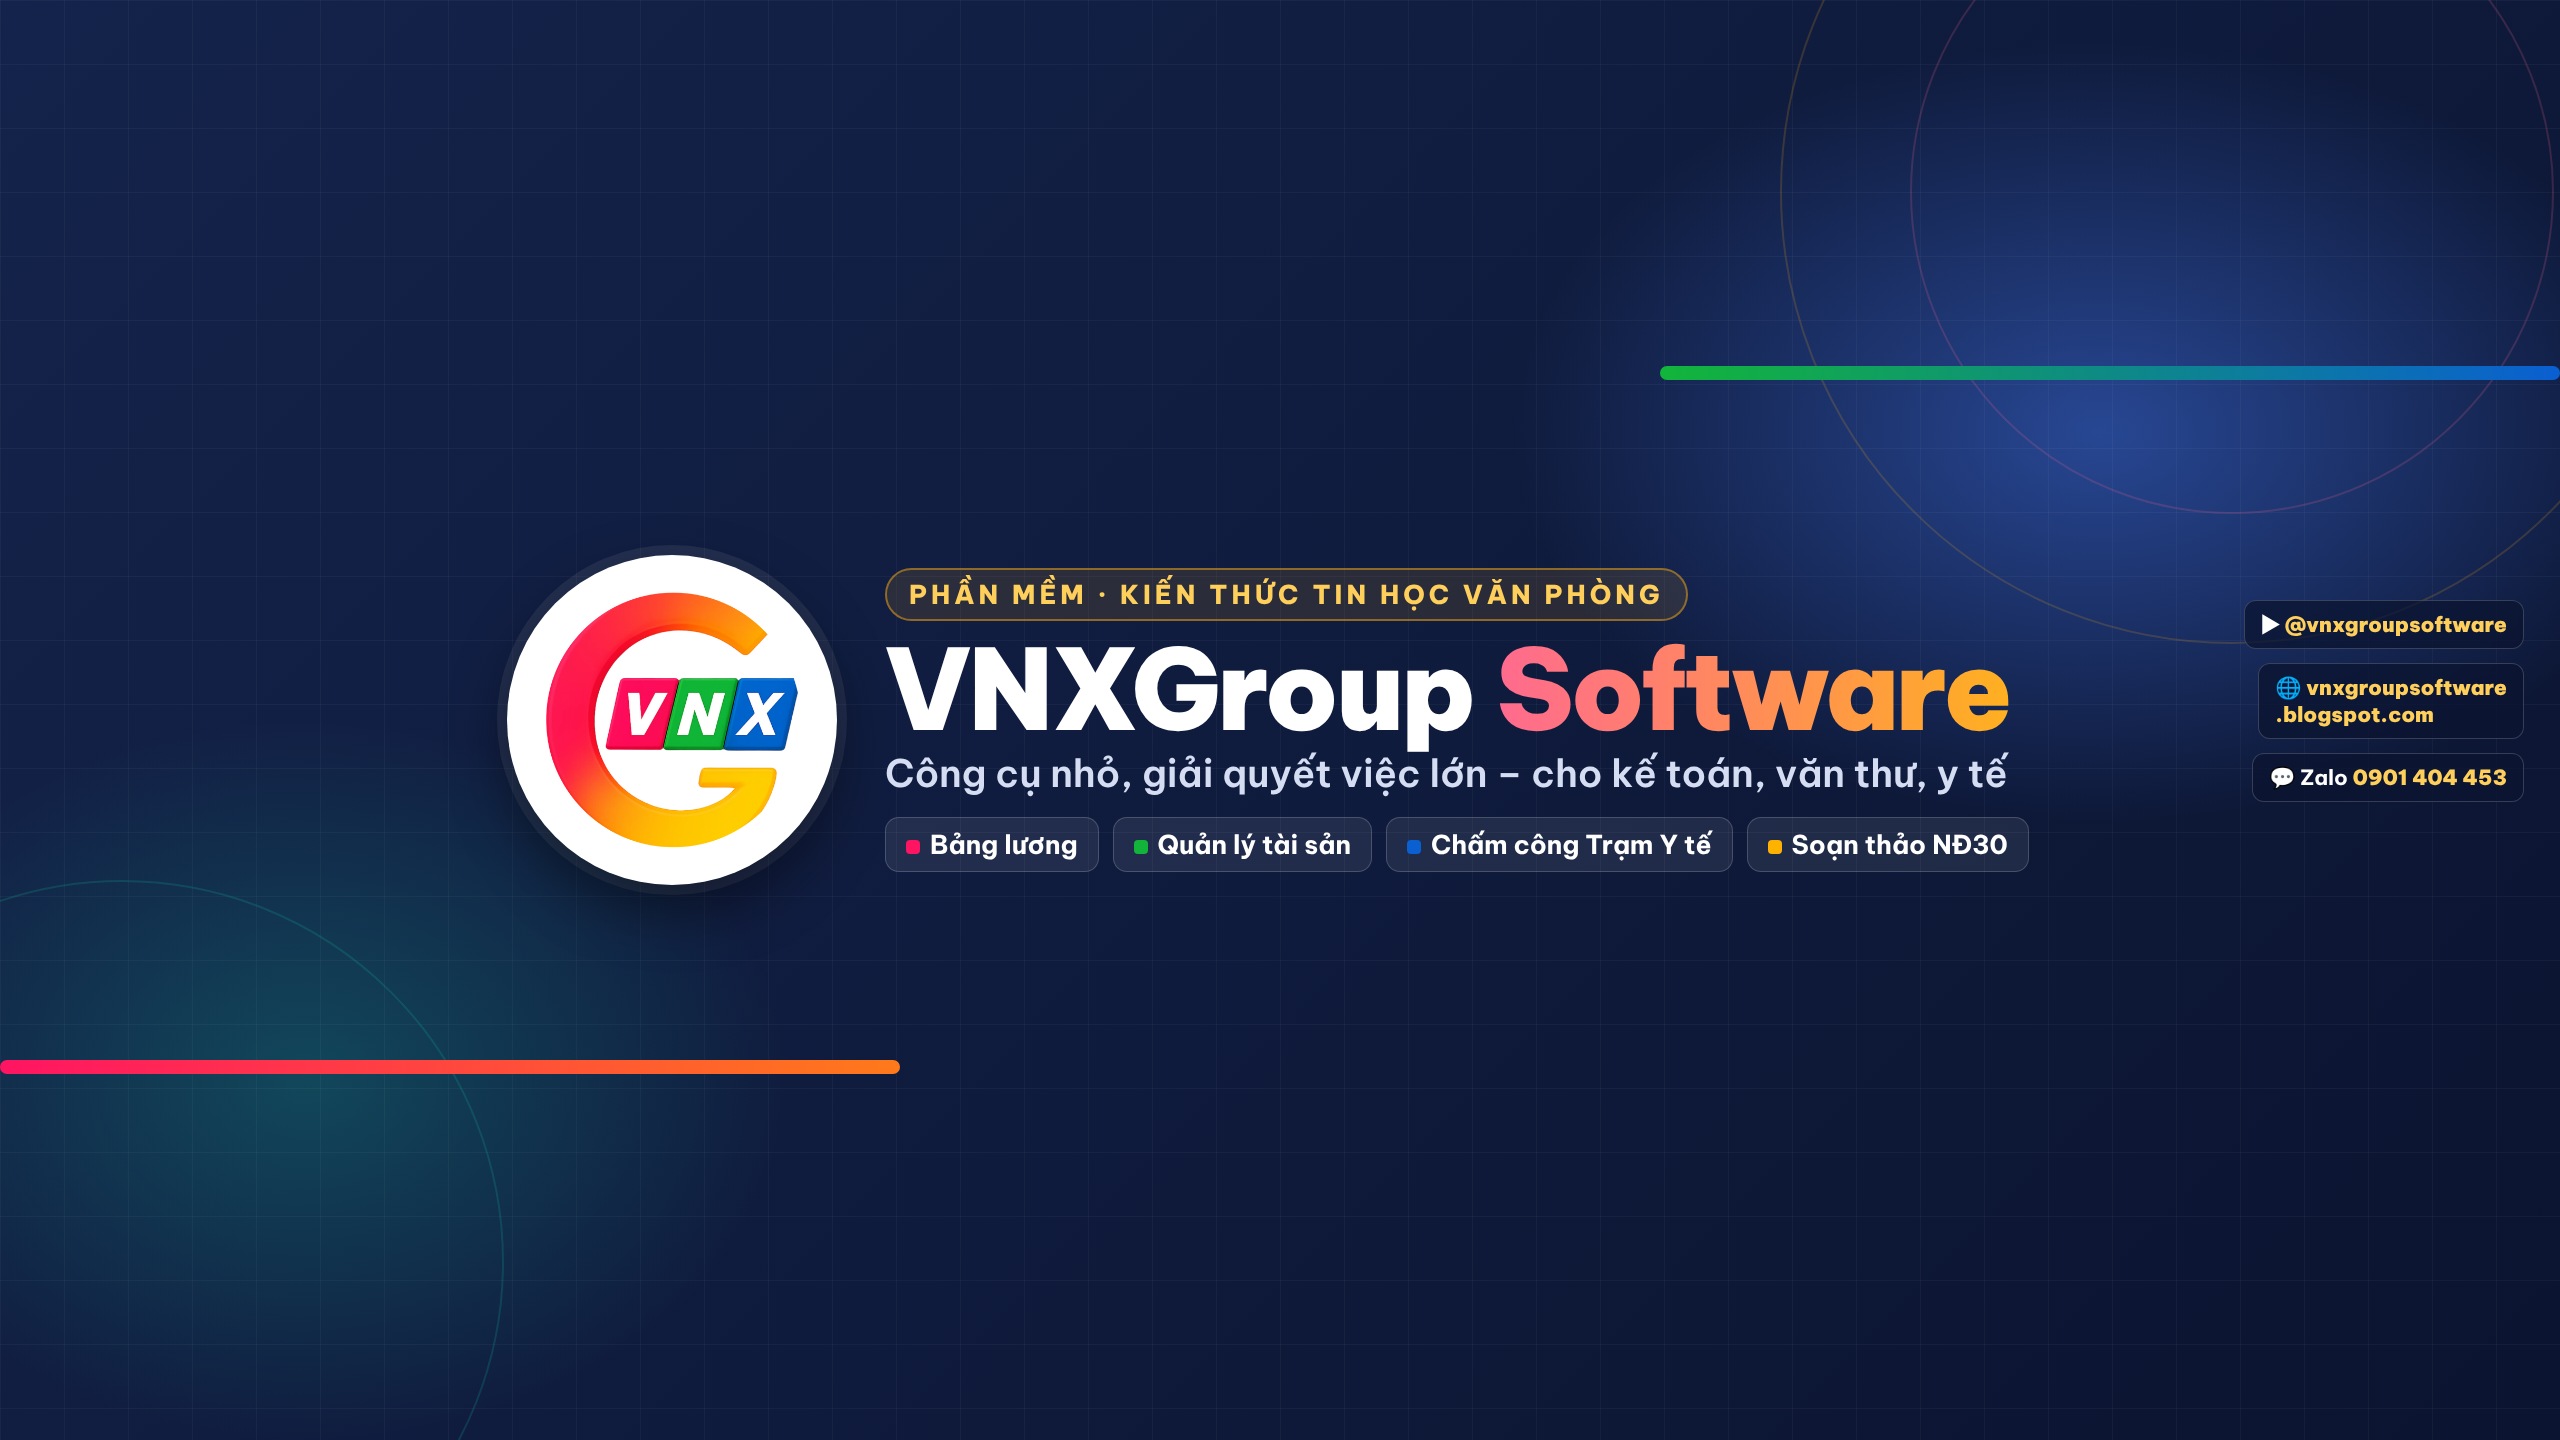 VNX
PHẦN MỀM · KIẾN THỨC TIN HỌC VĂN PHÒNG
VNXGroup Software
Công cụ nhỏ, giải quyết việc lớn – cho kế toán, văn thư, y tế
Bảng lương
Quản lý tài sản
Chấm công Trạm Y tế
Soạn thảo NĐ30
@vnxgroupsoftware
vnxgroupsoftware
.blogspot.com
Zalo 0901 404 453